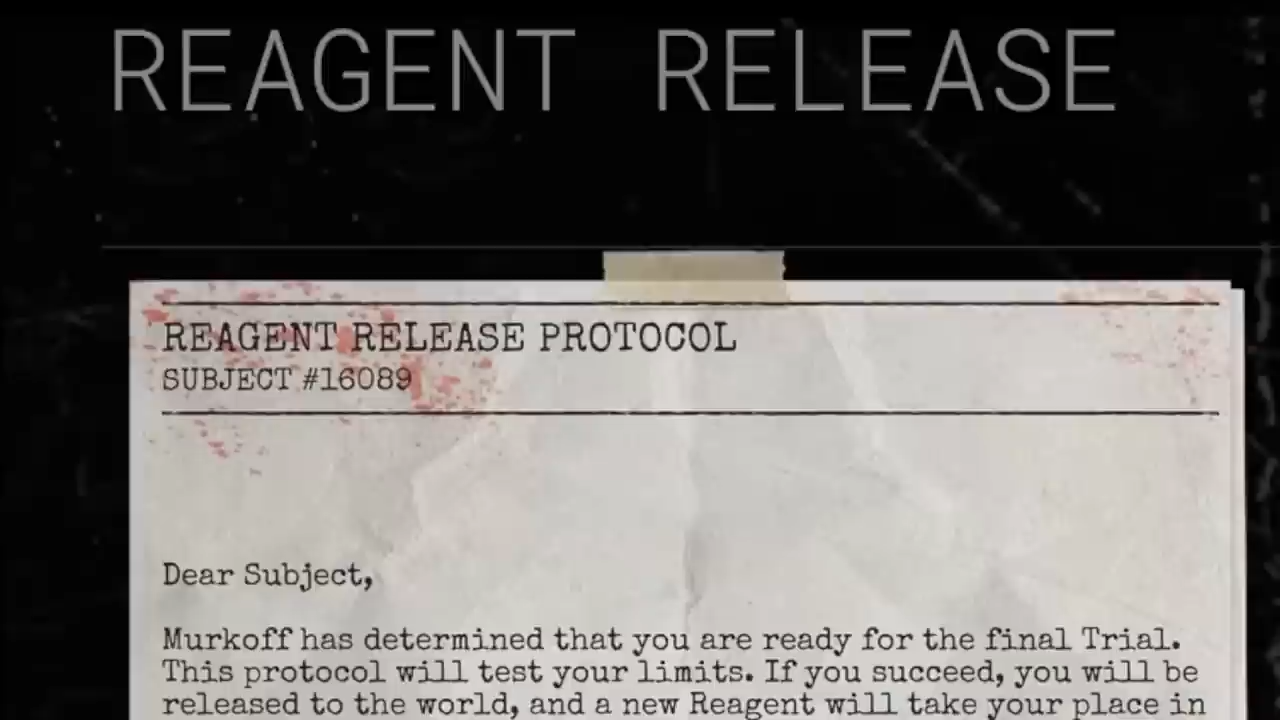 REAGENT RELEASE
REAGENT RELEASE PROTOCOL
SUBJECT #16089
Dear Subject,
Murkoff has determined that you are ready for the final Trial.
This protocol will test your limits. If you succeed, you will be
released to the world, and a new Reagent will take your place in